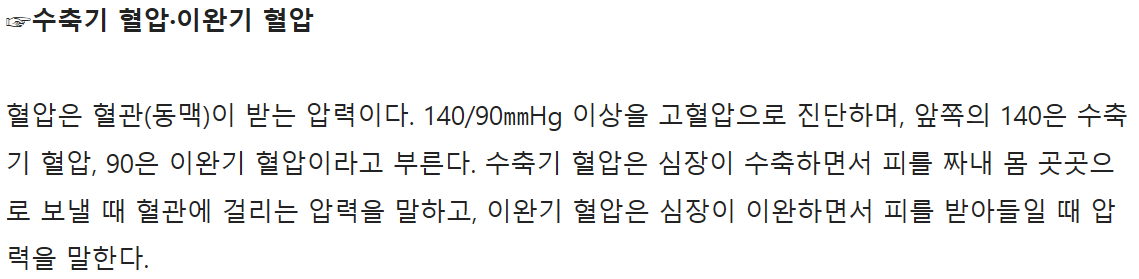 ☞수축기 혈압·이완기 혈압
혈압은 혈관(동맥)이 받는 압력이다. 140/90㎜Hg 이상을 고혈압으로 진단하며, 앞쪽의 140은 수축
기 혈압, 90은 이완기 혈압이라고 부른다. 수축기 혈압은 심장이 수축하면서 피를 짜내 몸 곳곳으
로 보낼 때 혈관에 걸리는 압력을 말하고, 이완기 혈압은 심장이 이완하면서 피를 받아들일 때 압
력을 말한다.